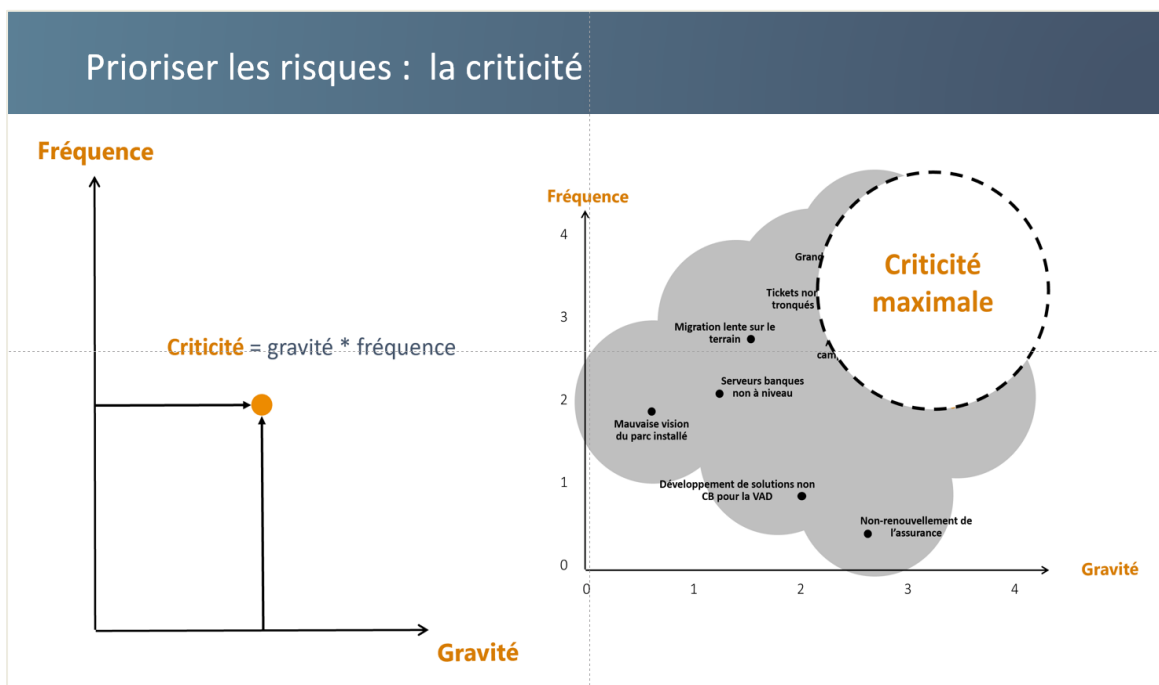 Prioriser les risques : la criticité
Fréquence
Criticité = gravité * fréquence
Gravité
Fréquence
4
3
2
1
0
0
1
2
3
4
Gravité
Criticité
maximale
Tickets
tronqués
Migration lente sur le
terrain
Serveurs banques
non à niveau
Mauvaise vision
du parc installé
Développement de solutions non
CB pour la VAD
Non-renouvellement de
l’assurance